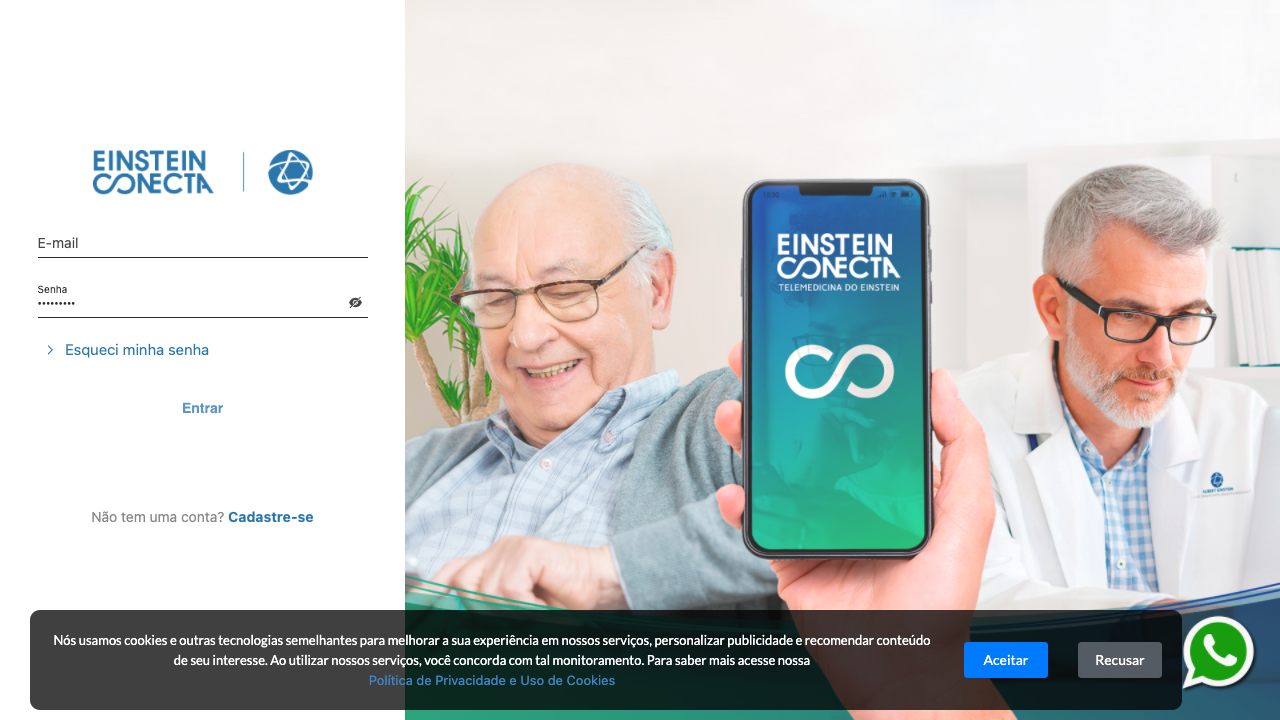 EINSTEIN
CONECTA
E-mail
Senha
•••••••••
Esqueci minha senha
Entrar
Não tem uma conta? Cadastre-se
EINSTEIN
CONECTA
TELEMEDICINA DO EINSTEIN
ALBERT EINSTEIN
Nós usamos cookies e outras tecnologias semelhantes para melhorar a sua experiência em nossos serviços, personalizar publicidade e recomendar conteúdo
de seu interesse. Ao utilizar nossos serviços, você concorda com tal monitoramento. Para saber mais acesse nossa
Política de Privacidade e Uso de Cookies
Aceitar
Recusar